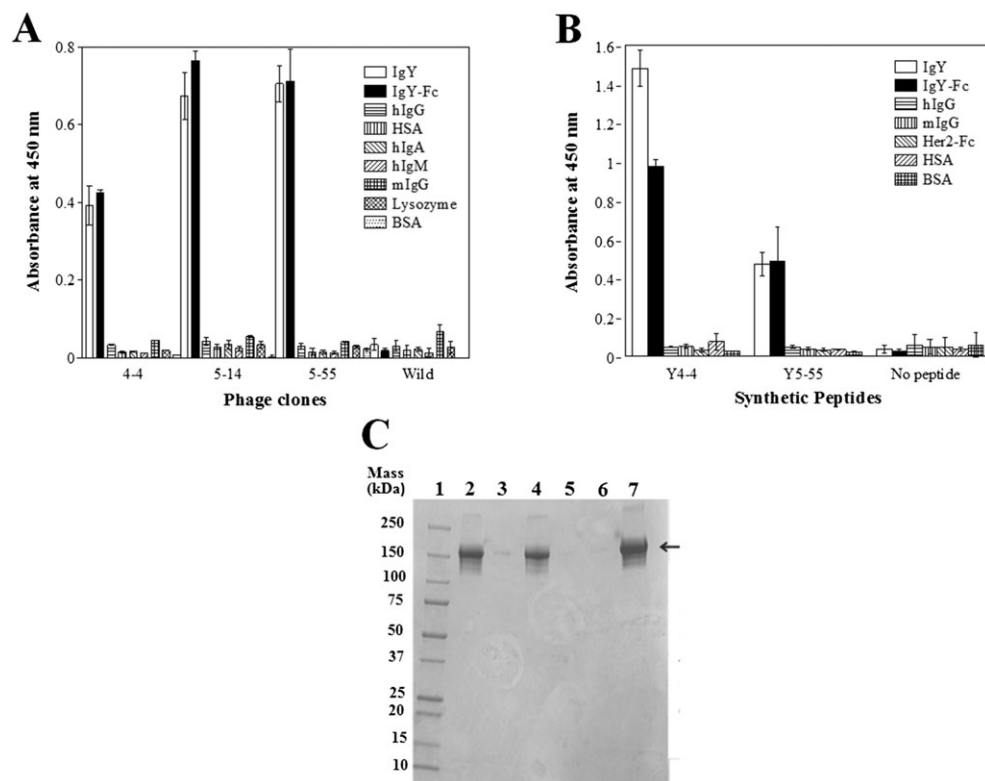 A
Absorbance at 450 nm
0.8
0.6
0.4
0.2
0
IgY
IgY-Fc
hIgG
HSA
hIgA
hIgM
mIgG
Lysozyme
BSA
4-4 5-14 5-55 Wild
Phage clones
B
Absorbance at 450 nm
1.6
1.4
1.2
1
0.8
0.6
0.4
0.2
0
IgY
IgY-Fc
hIgG
mIgG
Her2-Fc
HSA
BSA
Y4-4 Y5-55 No peptide
Synthetic Peptides
C
Mass
(kDa)
1 2 3 4 5 6 7
250
150
100
75
50
37
25
20
15
10